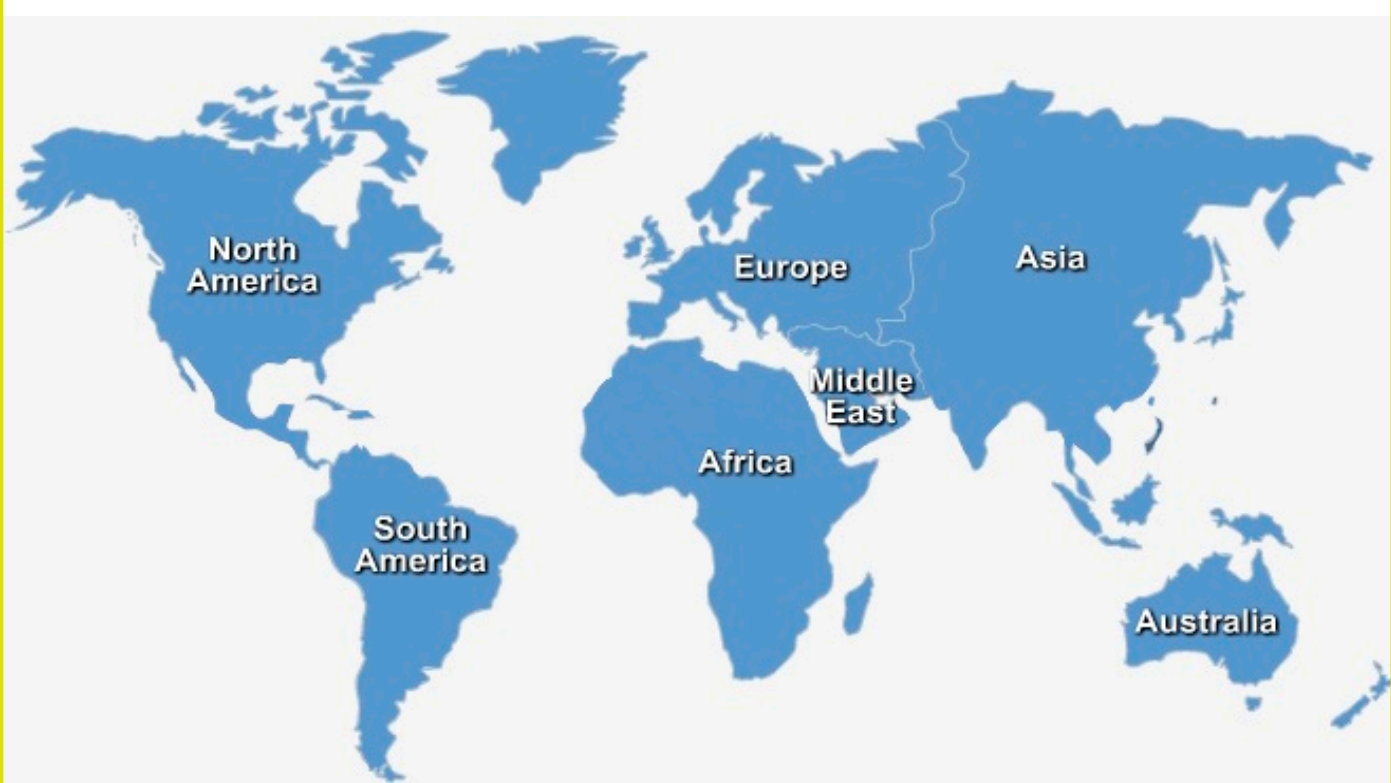 North
America
Europe
Asia
Middle
East
Africa
South
America
Australia